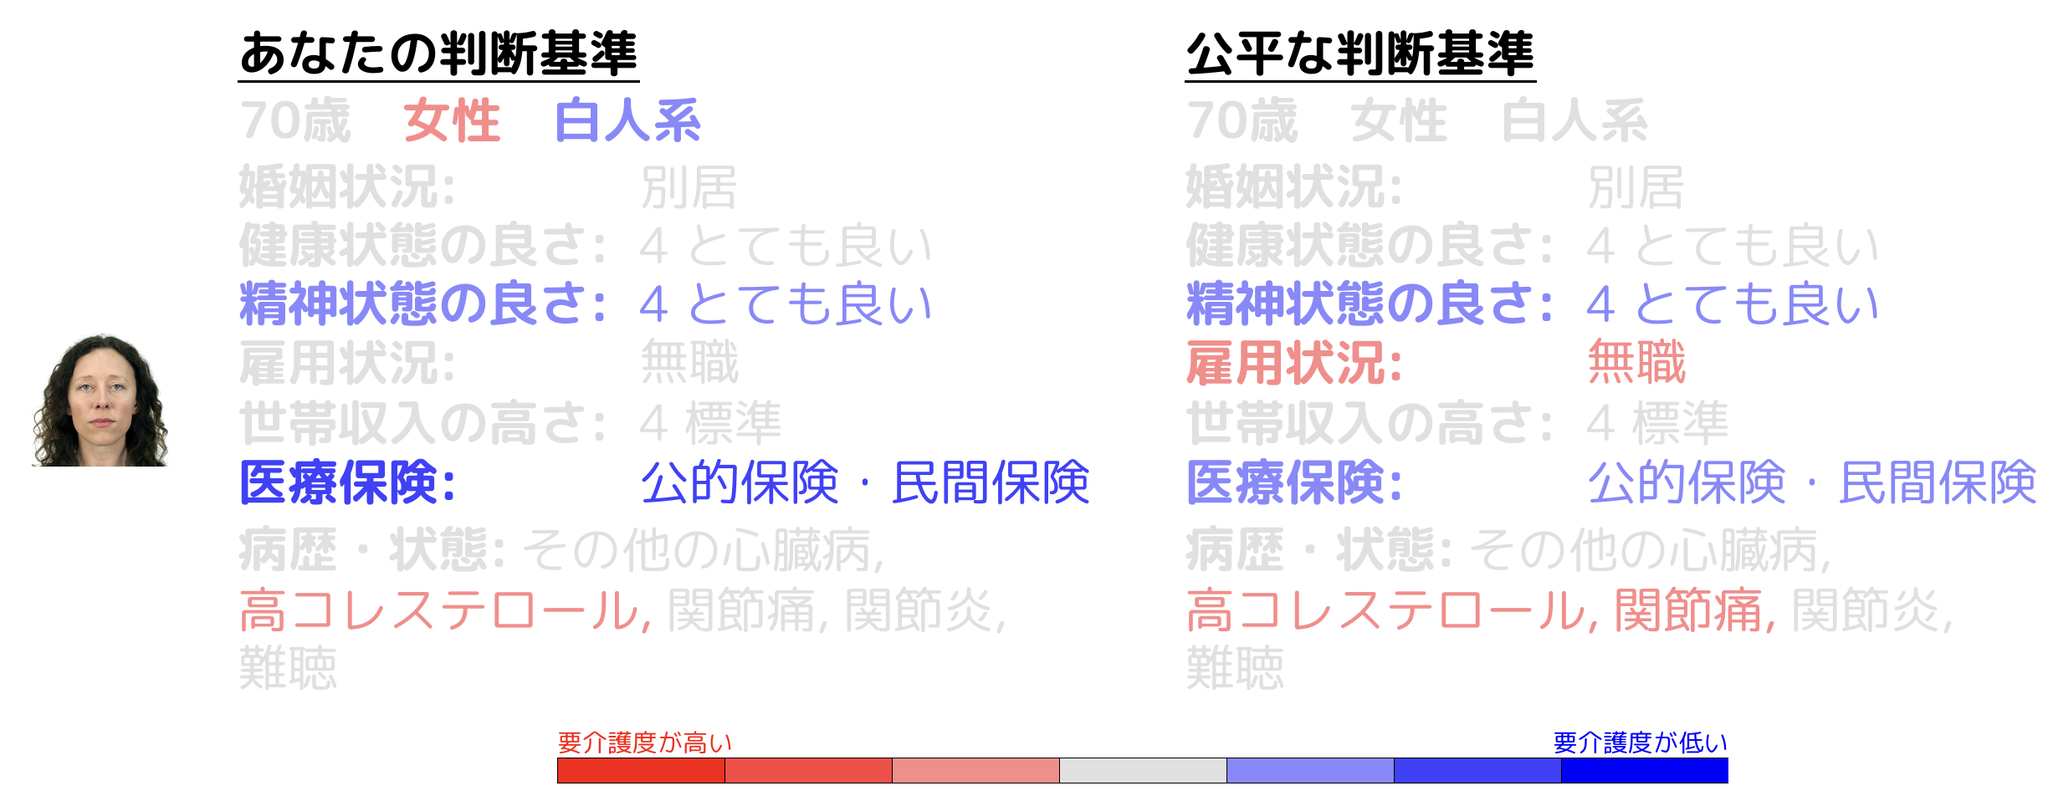 あなたの判断基準
70歳 女性 白人系
婚姻状況: 別居
健康状態の良さ: 4 とても良い
精神状態の良さ: 4 とても良い
雇用状況: 無職
世帯収入の高さ: 4 標準
医療保険: 公的保険・民間保険
病歴・状態: その他の心臓病,
高コレステロール, 関節痛, 関節炎,
難聴
公平な判断基準
70歳 女性 白人系
婚姻状況: 別居
健康状態の良さ: 4 とても良い
精神状態の良さ: 4 とても良い
雇用状況: 無職
世帯収入の高さ: 4 標準
医療保険: 公的保険・民間保険
病歴・状態: その他の心臓病,
高コレステロール, 関節痛, 関節炎,
難聴
要介護度が高い
要介護度が低い